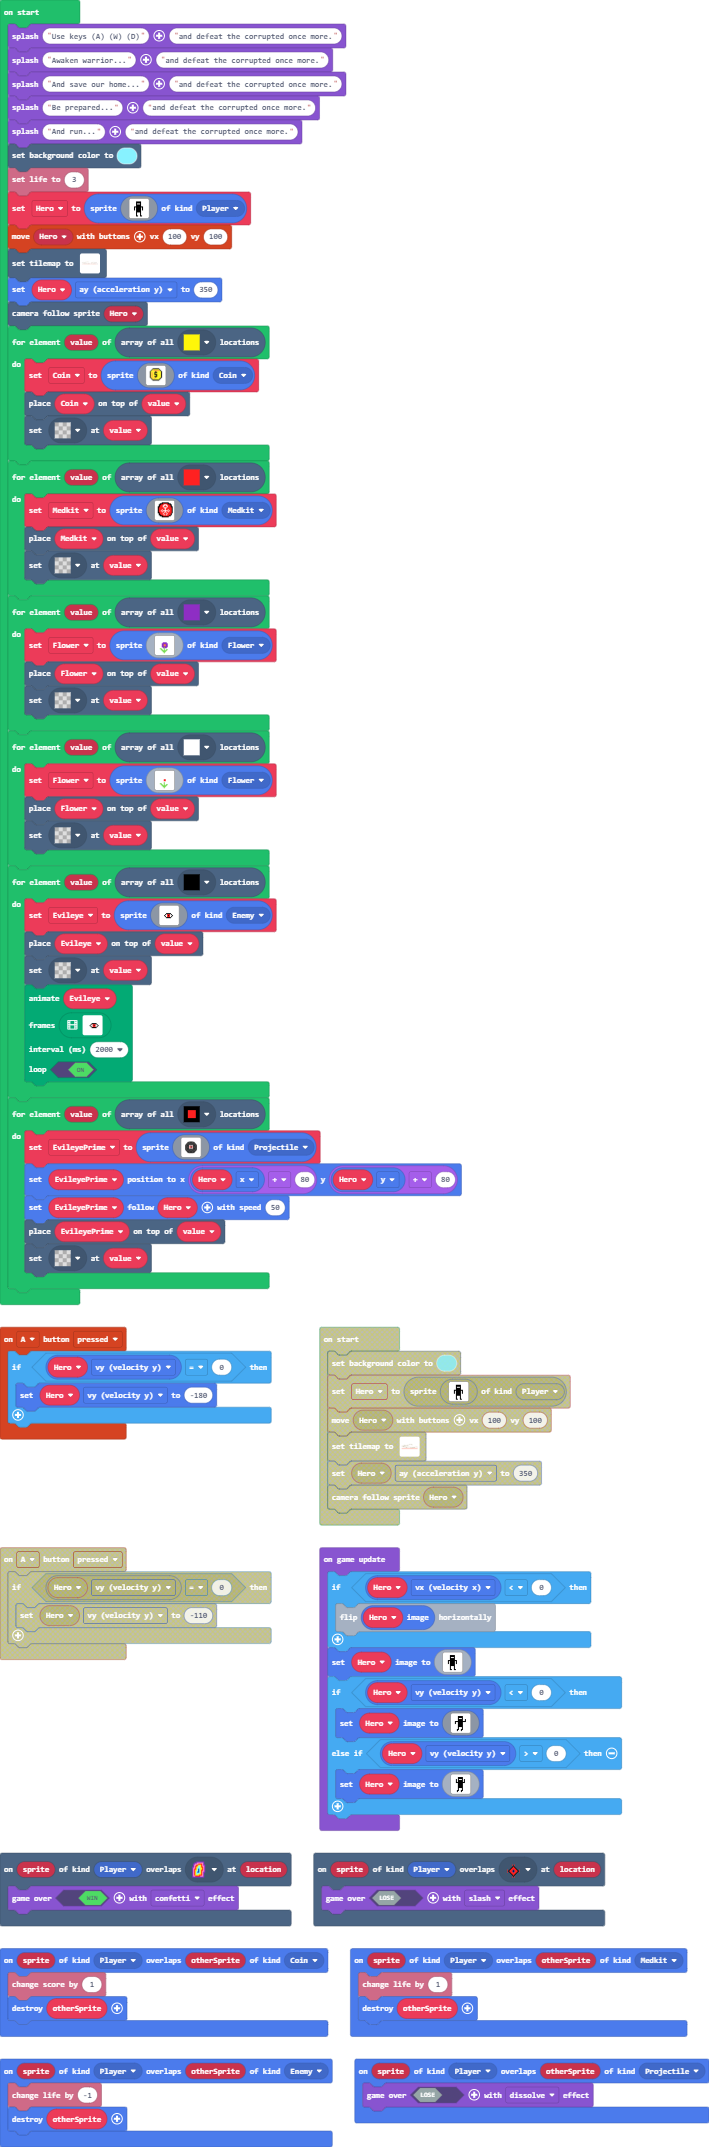 on start
splash "Use keys (A) (W) (D)" "and defeat the corrupted once more."
splash "Awaken warrior..." "and defeat the corrupted once more."
splash "And save our home..." "and defeat the corrupted once more."
splash "Be prepared..." "and defeat the corrupted once more."
splash "And run..." "and defeat the corrupted once more."
set background color to
set life to 3
set Hero to sprite of kind Player
move Hero with buttons vx 100 vy 100
set tilemap to
set Hero ay (acceleration y) to 350
camera follow sprite Hero
for element value of array of all locations
do
set Coin to sprite of kind Coin
place Coin on top of value
set at value
for element value of array of all locations
do
set Medkit to sprite of kind Medkit
place Medkit on top of value
set at value
for element value of array of all locations
do
set Flower to sprite of kind Flower
place Flower on top of value
set at value
for element value of array of all locations
do
set Flower to sprite of kind Flower
place Flower on top of value
set at value
for element value of array of all locations
do
set Evileye to sprite of kind Enemy
place Evileye on top of value
set at value
animate Evileye
frames
interval (ms) 2000
loop ON
for element value of array of all locations
do
set EvileyePrime to sprite of kind Projectile
set EvileyePrime position to x Hero x 80 y Hero y 80
set EvileyePrime follow Hero with speed 50
place EvileyePrime on top of value
set at value
on A button pressed
if Hero vy (velocity y) = 0 then
set Hero vy (velocity y) to -180
on start
set background color to
set Hero to sprite of kind Player
move Hero with buttons vx 100 vy 100
set tilemap to
set Hero ay (acceleration y) to 350
camera follow sprite Hero
on A button pressed
if Hero vy (velocity y) = 0 then
set Hero vy (velocity y) to -110
on game update
if Hero vx (velocity x) < 0 then
flip Hero image horizontally
set Hero image to
if Hero vy (velocity y) < 0 then
set Hero image to
else if Hero vy (velocity y) > 0 then
set Hero image to
on sprite of kind Player overlaps at location
game over WIN with confetti effect
on sprite of kind Player overlaps at location
game over LOSE with slash effect
on sprite of kind Player overlaps otherSprite of kind Coin
change score by 1
destroy otherSprite
on sprite of kind Player overlaps otherSprite of kind Medkit
change life by 1
destroy otherSprite
on sprite of kind Player overlaps otherSprite of kind Enemy
change life by -1
destroy otherSprite
on sprite of kind Player overlaps otherSprite of kind Projectile
game over LOSE with dissolve effect